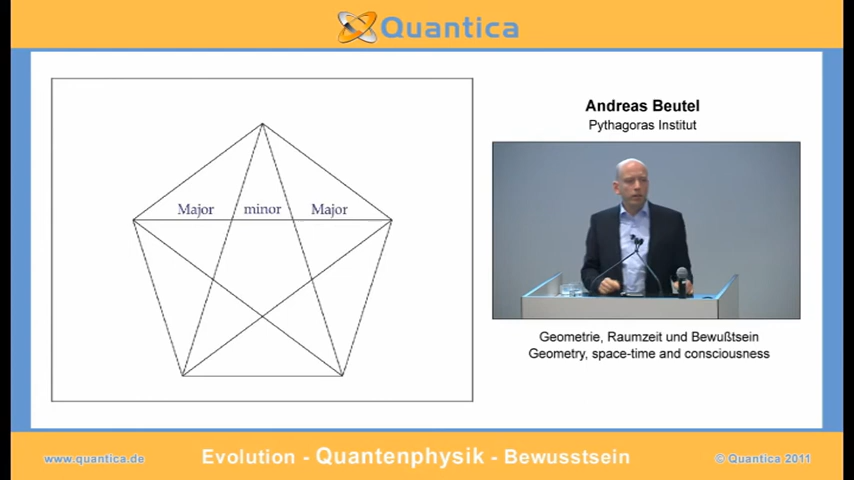 Quantica
Andreas Beutel
Pythagoras Institut
Major minor Major
Geometrie, Raumzeit und Bewußtsein
Geometry, space-time and consciousness
www.quantica.de
Evolution - Quantenphysik - Bewusstsein
© Quantica 2011